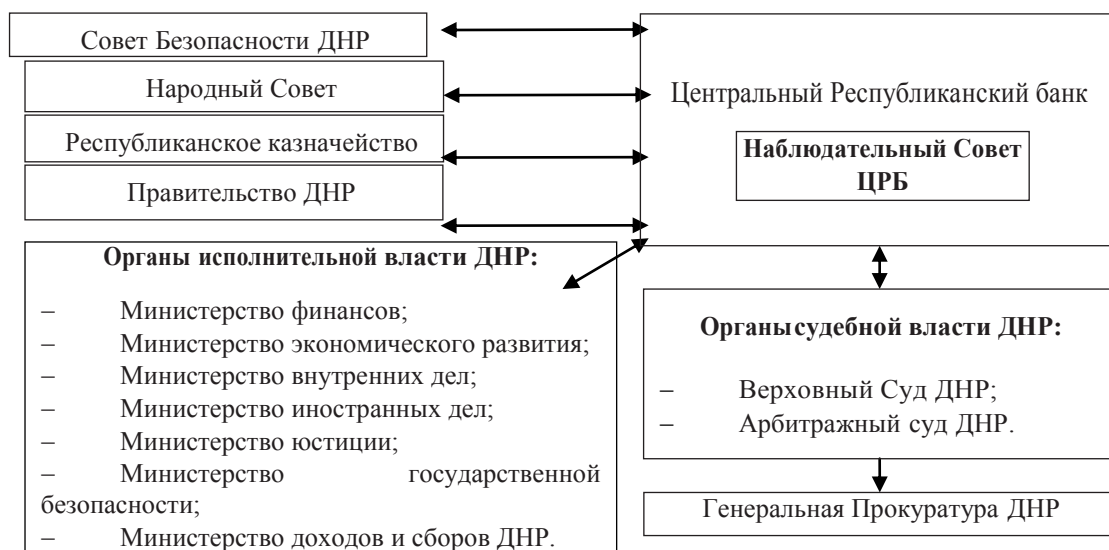 Совет Безопасности ДНР
Народный Совет
Республиканское казначейство
Правительство ДНР
Центральный Республиканский банк
Наблюдательный Совет
ЦРБ
Органы исполнительной власти ДНР:
– Министерство финансов;
– Министерство экономического развития;
– Министерство внутренних дел;
– Министерство иностранных дел;
– Министерство юстиции;
– Министерство государственной
безопасности;
– Министерство доходов и сборов ДНР.
Органы судебной власти ДНР:
– Верховный Суд ДНР;
– Арбитражный суд ДНР.
Генеральная Прокуратура ДНР